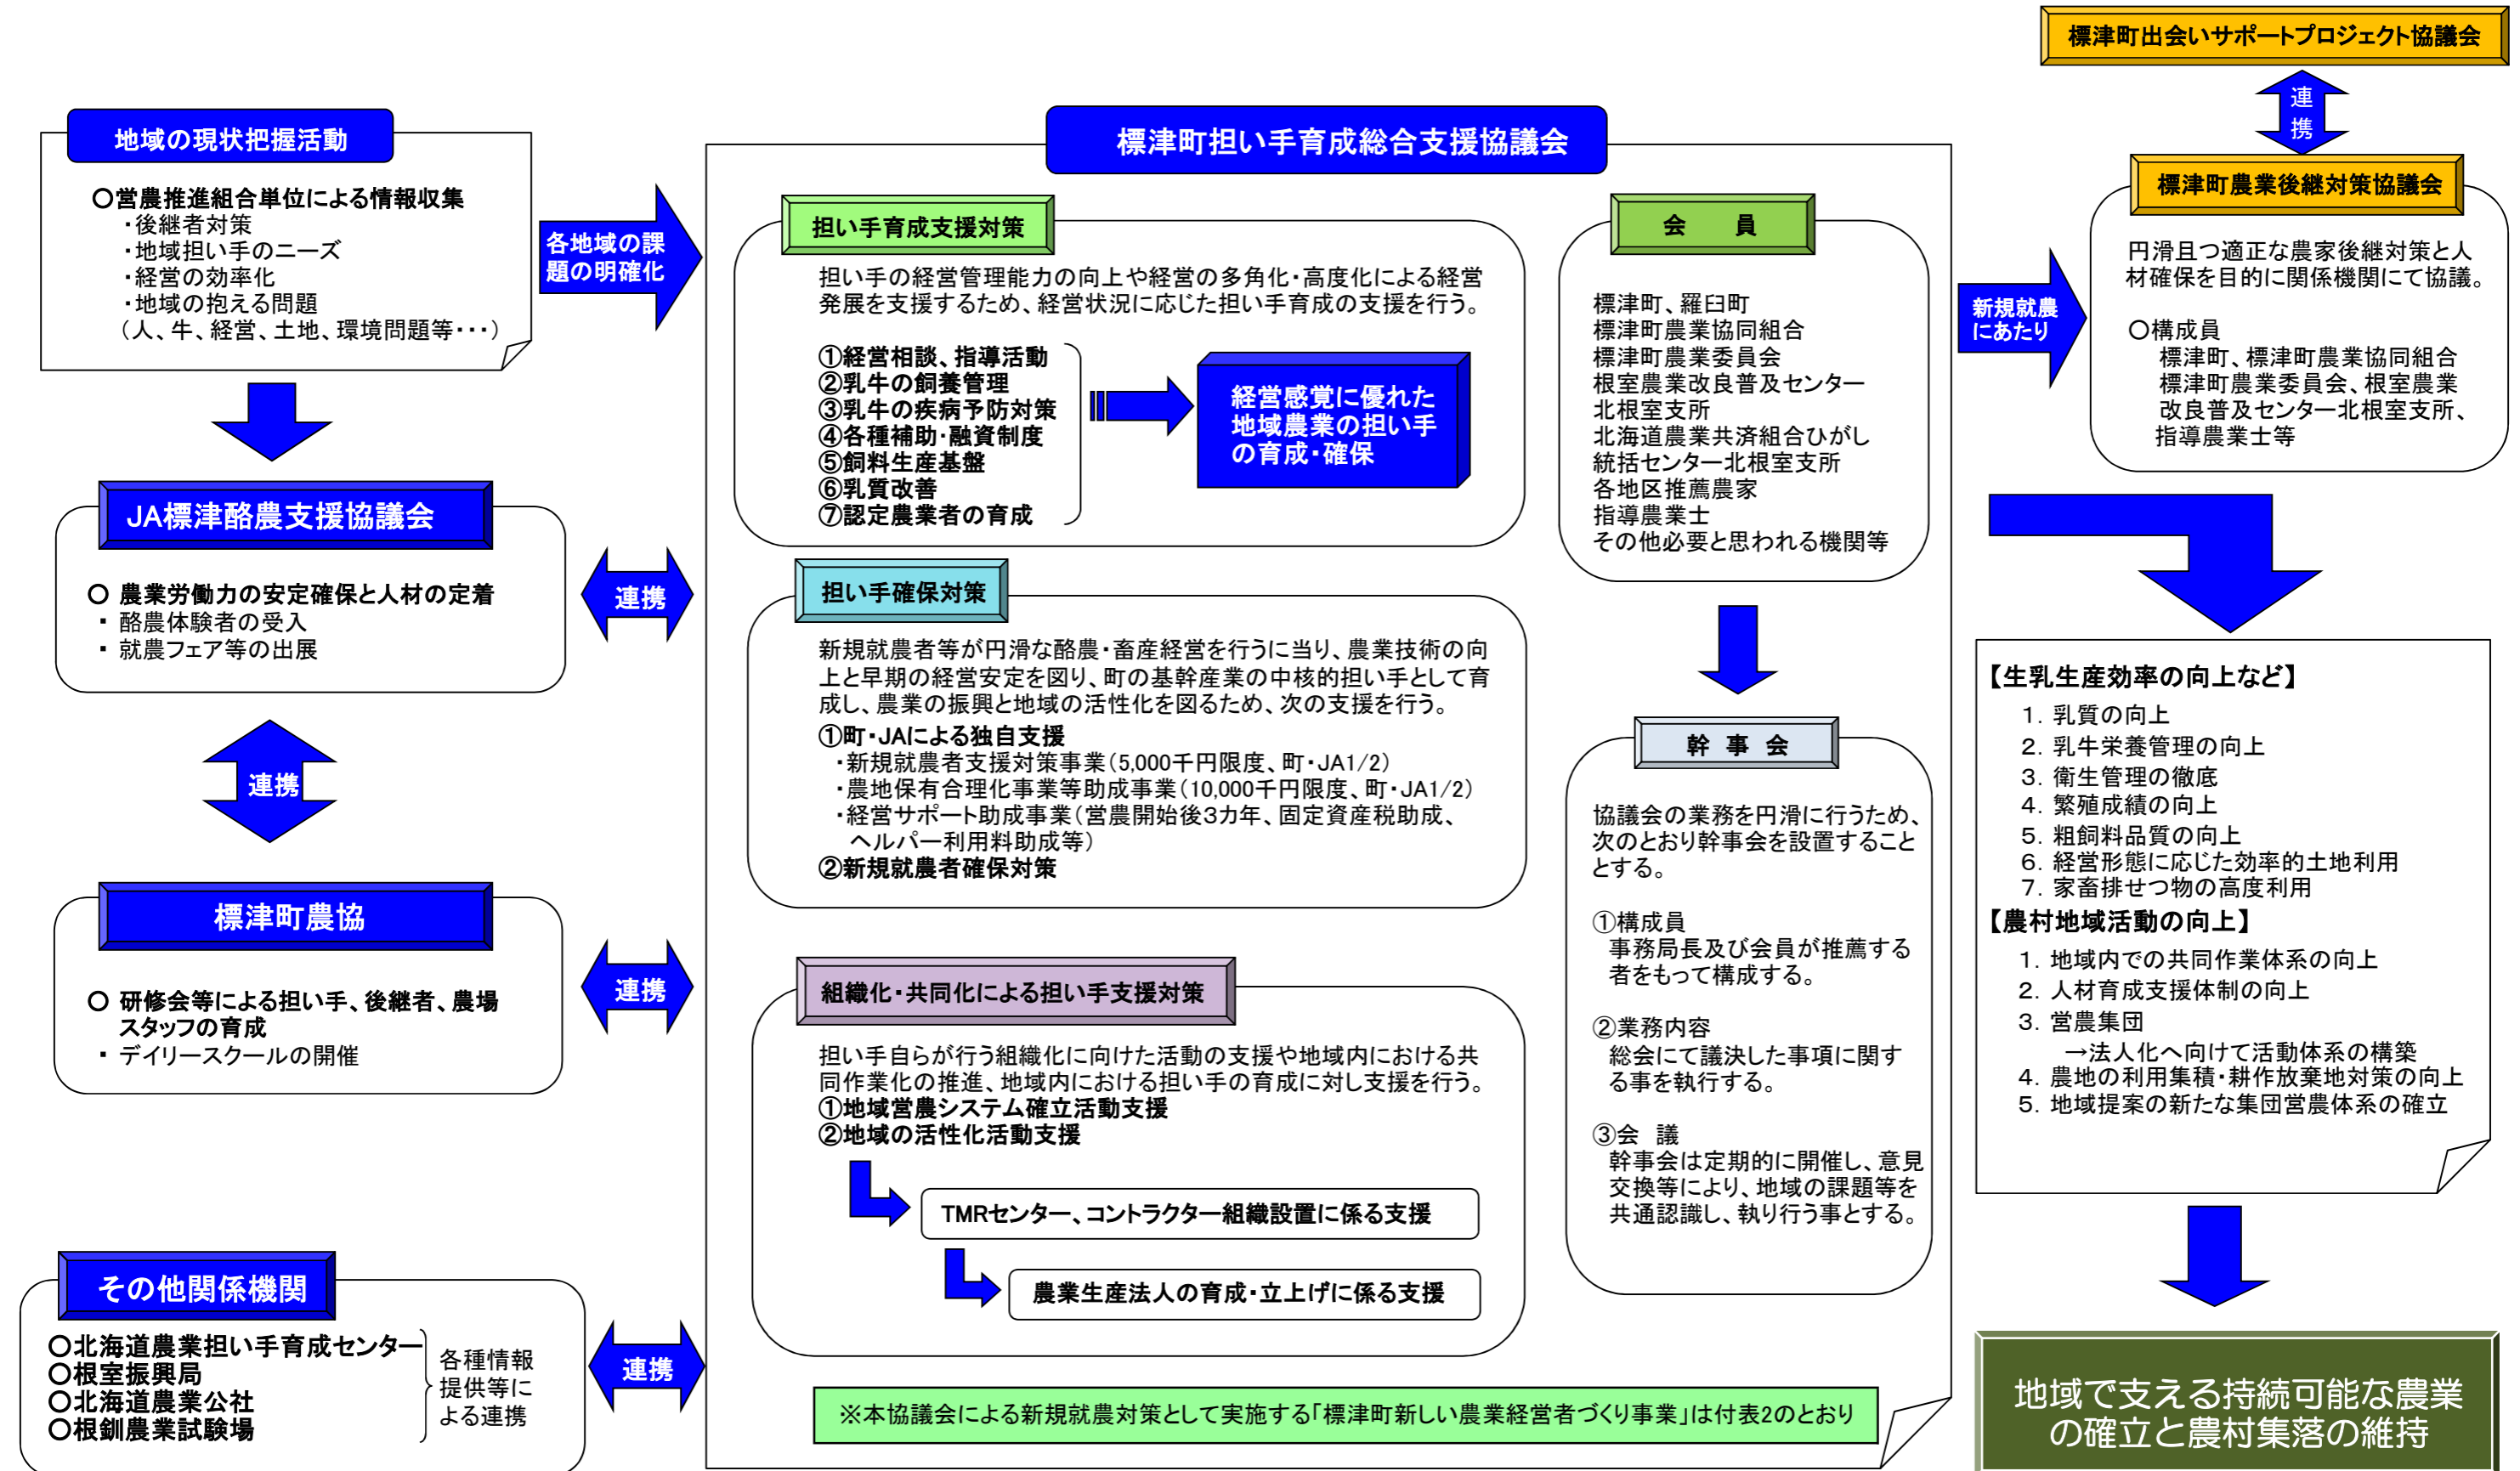 標津町出会いサポートプロジェクト協議会
連
携
地域の現状把握活動
〇営農推進組合単位による情報収集
・後継者対策
・地域担い手のニーズ
・経営の効率化
・地域の抱える問題
（人、牛、経営、土地、環境問題等・・・）
各地域の課
題の明確化
JA標津酪農支援協議会
〇 農業労働力の安定確保と人材の定着
▪ 酪農体験者の受入
▪ 就農フェア等の出展
連携
連携
標津町農協
〇 研修会等による担い手、後継者、農場
スタッフの育成
▪ デイリースクールの開催
連携
その他関係機関
〇北海道農業担い手育成センター
〇根室振興局
〇北海道農業公社
〇根釧農業試験場
各種情報
提供等に
よる連携
連携
標津町担い手育成総合支援協議会
担い手育成支援対策
担い手の経営管理能力の向上や経営の多角化・高度化による経営
発展を支援するため、経営状況に応じた担い手育成の支援を行う。
①経営相談、指導活動
②乳牛の飼養管理
③乳牛の疾病予防対策
④各種補助・融資制度
⑤飼料生産基盤
⑥乳質改善
⑦認定農業者の育成
経営感覚に優れた
地域農業の担い手
の育成・確保
担い手確保対策
新規就農者等が円滑な酪農・畜産経営を行うに当り、農業技術の向
上と早期の経営安定を図り、町の基幹産業の中核的担い手として育
成し、農業の振興と地域の活性化を図るため、次の支援を行う。
①町・JAによる独自支援
・新規就農者支援対策事業（5,000千円限度、町・JA1/2）
・農地保有合理化事業等助成事業（10,000千円限度、町・JA1/2）
・経営サポート助成事業（営農開始後3カ年、固定資産税助成、
ヘルパー利用料助成等）
②新規就農者確保対策
組織化・共同化による担い手支援対策
担い手自らが行う組織化に向けた活動の支援や地域内における共
同作業化の推進、地域内における担い手の育成に対し支援を行う。
①地域営農システム確立活動支援
②地域の活性化活動支援
TMRセンター、コントラクター組織設置に係る支援
農業生産法人の育成・立上げに係る支援
※本協議会による新規就農対策として実施する「標津町新しい農業経営者づくり事業」は付表2のとおり
会　員
標津町、羅臼町
標津町農業協同組合
標津町農業委員会
根室農業改良普及センター
北根室支所
北海道農業共済組合ひがし
統括センター北根室支所
各地区推薦農家
指導農業士
その他必要と思われる機関等
幹 事 会
協議会の業務を円滑に行うため、
次のとおり幹事会を設置すること
とする。
①構成員
事務局長及び会員が推薦する
者をもって構成する。
②業務内容
総会にて議決した事項に関す
る事を執行する。
③会　議
幹事会は定期的に開催し、意見
交換等により、地域の課題等を
共通認識し、執り行う事とする。
新規就農
にあたり
標津町農業後継対策協議会
円滑且つ適正な農家後継対策と人
材確保を目的に関係機関にて協議。
〇構成員
標津町、標津町農業協同組合
標津町農業委員会、根室農業
改良普及センター北根室支所、
指導農業士等
【生乳生産効率の向上など】
1．乳質の向上
2．乳牛栄養管理の向上
3．衛生管理の徹底
4．繁殖成績の向上
5．粗飼料品質の向上
6．経営形態に応じた効率的土地利用
7．家畜排せつ物の高度利用
【農村地域活動の向上】
1．地域内での共同作業体系の向上
2．人材育成支援体制の向上
3．営農集団
→法人化へ向けて活動体系の構築
4．農地の利用集積・耕作放棄地対策の向上
5．地域提案の新たな集団営農体系の確立
地域で支える持続可能な農業
の確立と農村集落の維持